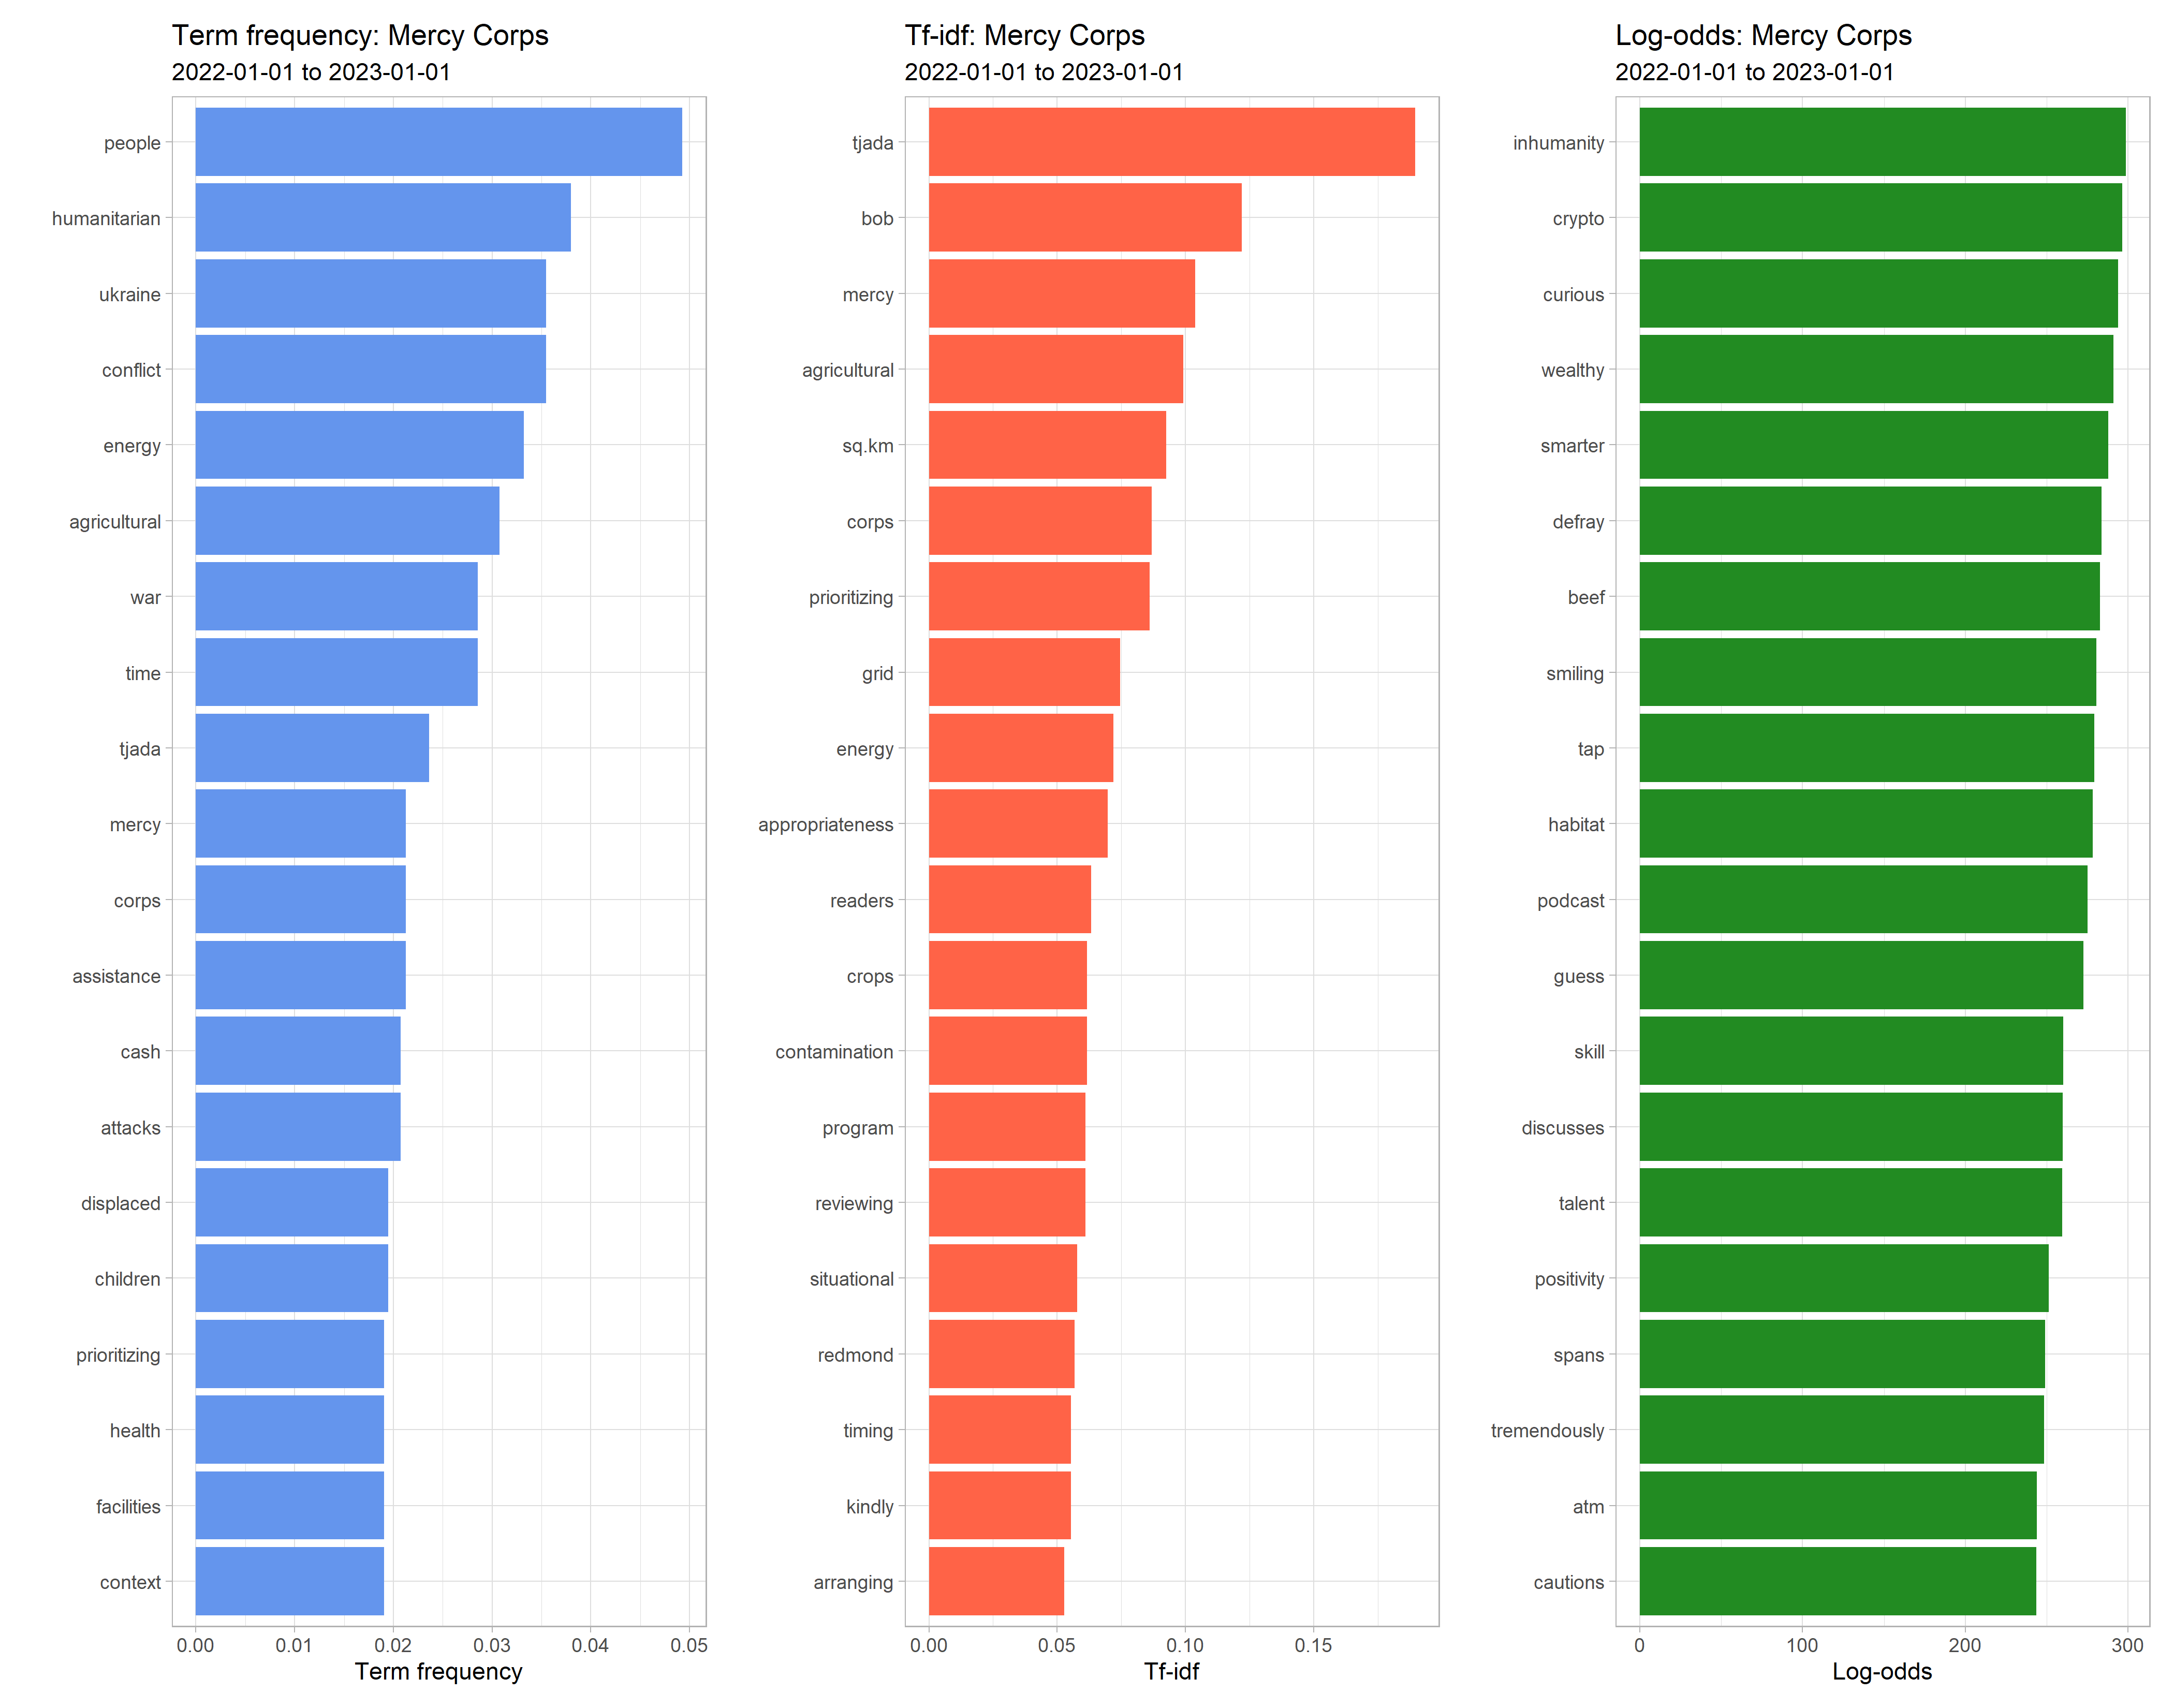 Term frequency: Mercy Corps
2022-01-01 to 2023-01-01
people
humanitarian
ukraine
conflict
energy
agricultural
war
time
tjada
mercy
corps
assistance
cash
attacks
displaced
children
prioritizing
health
facilities
context
0.00 0.01 0.02 0.03 0.04 0.05
Term frequency
Tf-idf: Mercy Corps
2022-01-01 to 2023-01-01
tjada
bob
mercy
agricultural
sq.km
corps
prioritizing
grid
energy
appropriateness
readers
crops
contamination
program
reviewing
situational
redmond
timing
kindly
arranging
0.00 0.05 0.10 0.15
Tf-idf
Log-odds: Mercy Corps
2022-01-01 to 2023-01-01
inhumanity
crypto
curious
wealthy
smarter
defray
beef
smiling
tap
habitat
podcast
guess
skill
discusses
talent
positivity
spans
tremendously
atm
cautions
0 100 200 300
Log-odds